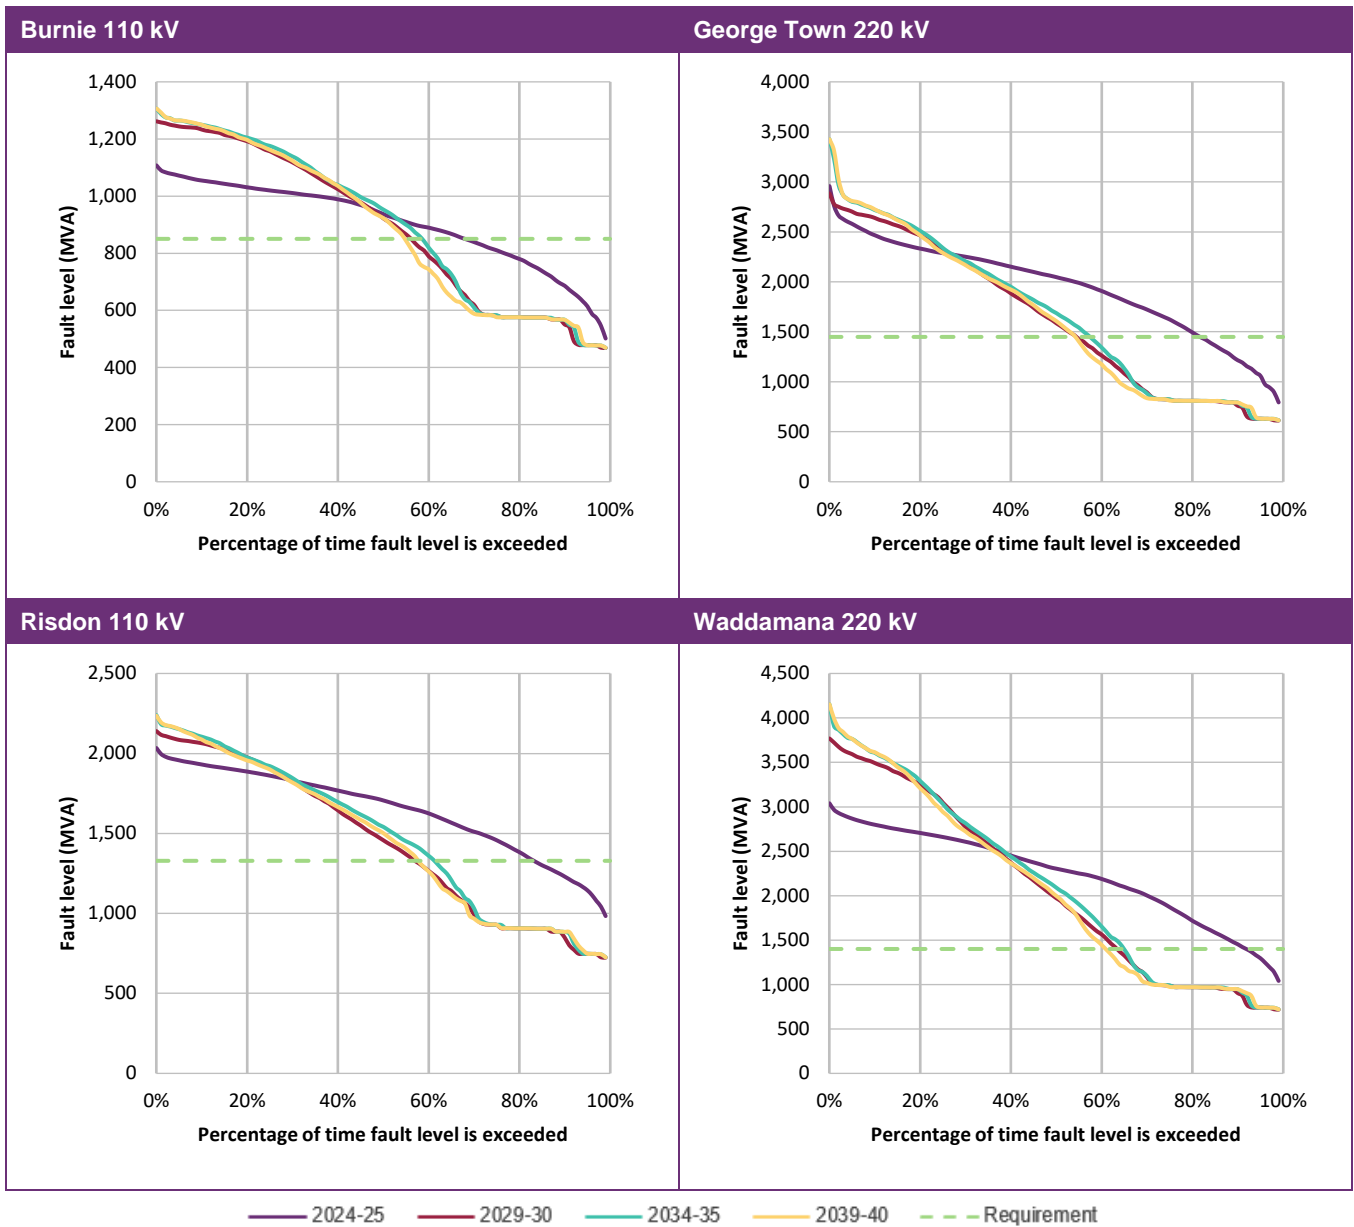 Burnie 110 kV
George Town 220 kV
1,400
1,200
1,000
800
600
400
200
0
Fault level (MVA)
0% 20% 40% 60% 80% 100%
Percentage of time fault level is exceeded
4,000
3,500
3,000
2,500
2,000
1,500
1,000
500
0
Fault level (MVA)
0% 20% 40% 60% 80% 100%
Percentage of time fault level is exceeded
Risdon 110 kV
Waddamana 220 kV
2,500
2,000
1,500
1,000
500
0
Fault level (MVA)
0% 20% 40% 60% 80% 100%
Percentage of time fault level is exceeded
4,500
4,000
3,500
3,000
2,500
2,000
1,500
1,000
500
0
Fault level (MVA)
0% 20% 40% 60% 80% 100%
Percentage of time fault level is exceeded
2024-25 2029-30 2034-35 2039-40 Requirement